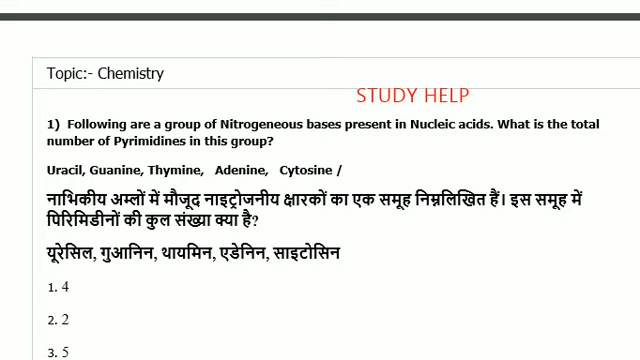 Topic:- Chemistry
STUDY HELP
1) Following are a group of Nitrogeneous bases present in Nucleic acids. What is the total
number of Pyrimidines in this group?
Uracil, Guanine, Thymine, Adenine, Cytosine /
नाभिकीय अम्लों में मौजूद नाइट्रोजनीय क्षारकों का एक समूह निम्नलिखित हैं। इस समूह में
पिरिमिडीनों की कुल संख्या क्या है?
यूरेसिल, गुआनिन, थायमिन, एडेनिन, साइटोसिन
1. 4
2. 2
3. 5